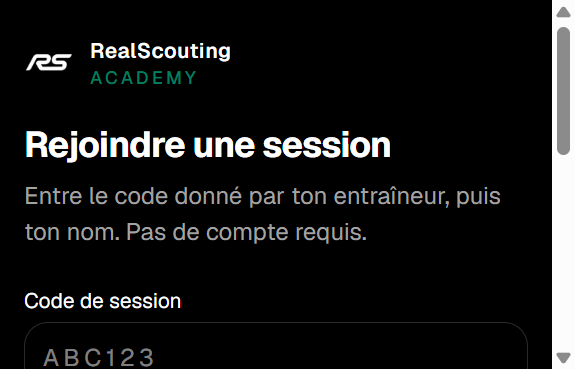 RS
RealScouting
ACADEMY
Rejoindre une session
Entre le code donné par ton entraîneur, puis
ton nom. Pas de compte requis.
Code de session
ABC123